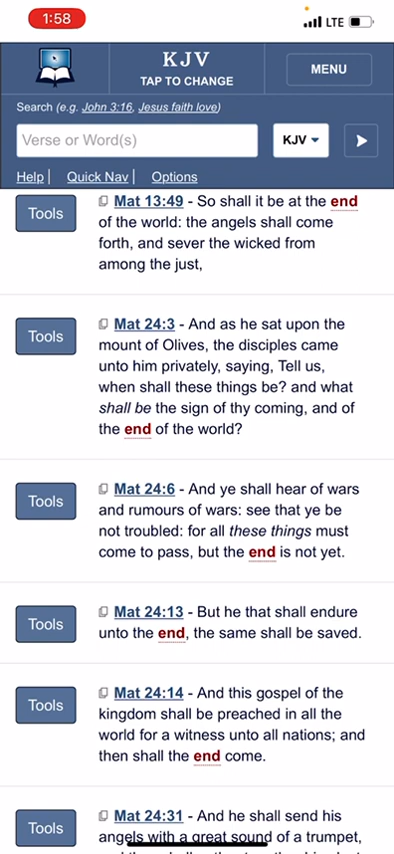 1:58
LTE
KJV
TAP TO CHANGE
MENU
Search (e.g. John 3:16, Jesus faith love)
Verse or Word(s)
KJV
Help | Quick Nav | Options
Tools
Mat 13:49 - So shall it be at the end
of the world: the angels shall come
forth, and sever the wicked from
among the just,
Tools
Mat 24:3 - And as he sat upon the
mount of Olives, the disciples came
unto him privately, saying, Tell us,
when shall these things be? and what
shall be the sign of thy coming, and of
the end of the world?
Tools
Mat 24:6 - And ye shall hear of wars
and rumours of wars: see that ye be
not troubled: for all these things must
come to pass, but the end is not yet.
Tools
Mat 24:13 - But he that shall endure
unto the end, the same shall be saved.
Tools
Mat 24:14 - And this gospel of the
kingdom shall be preached in all the
world for a witness unto all nations; and
then shall the end come.
Tools
Mat 24:31 - And he shall send his
angels with a great sound of a trumpet,